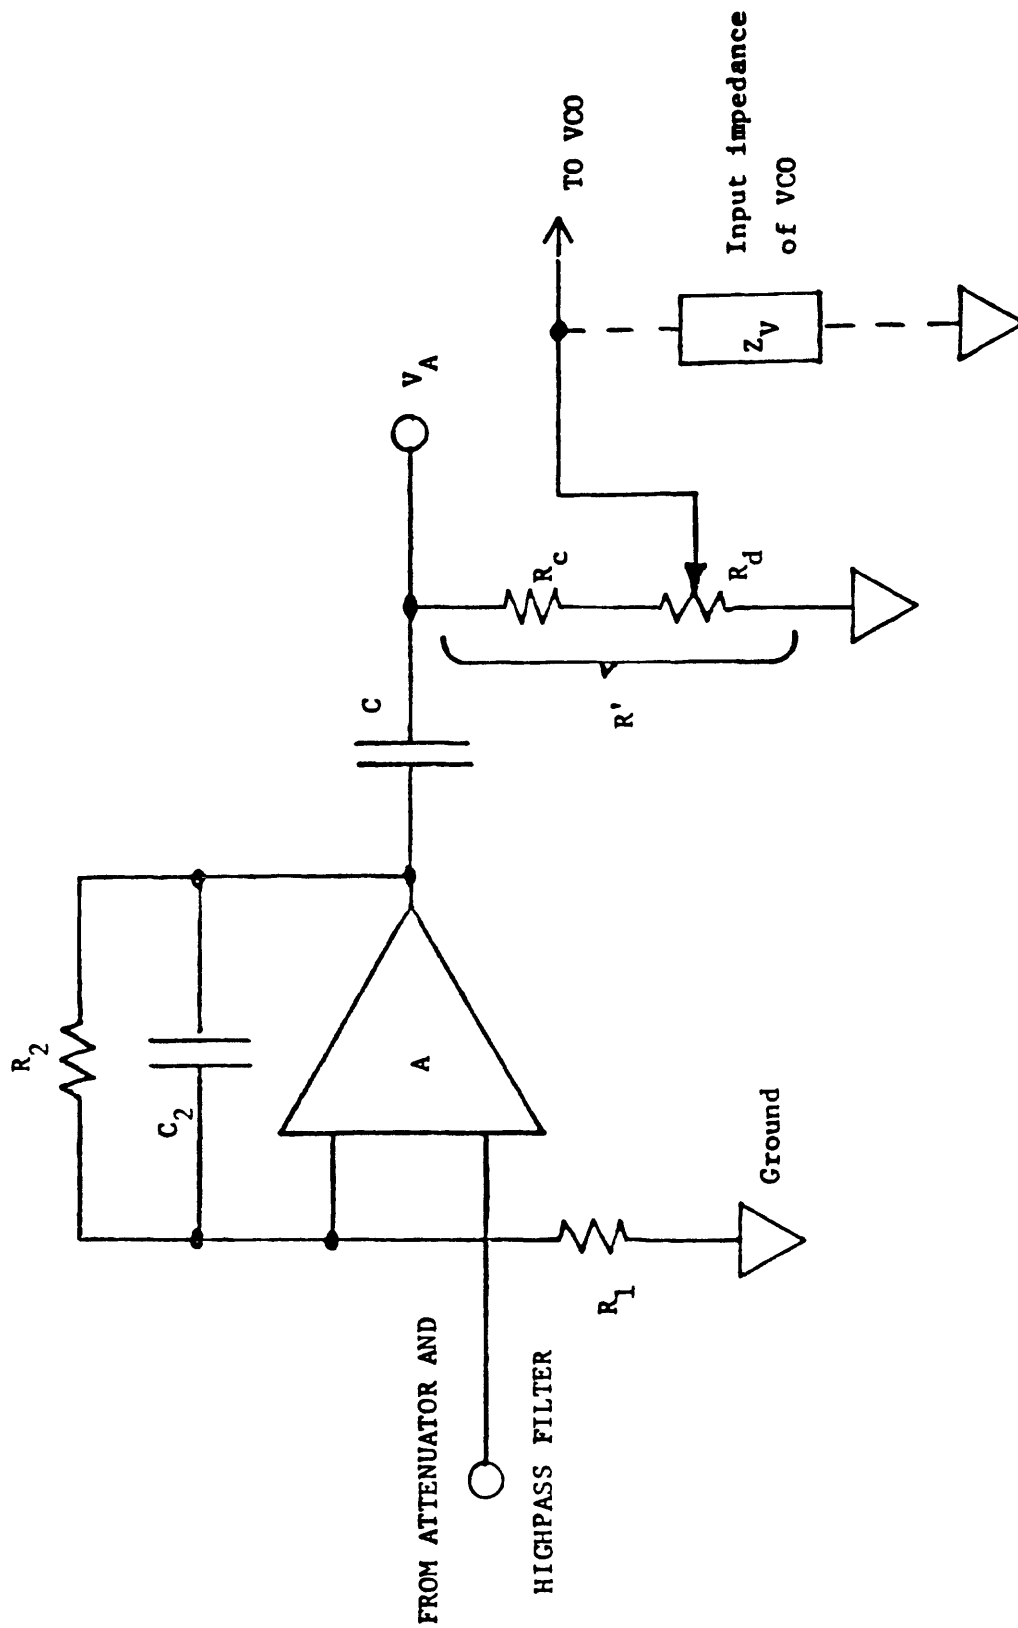 R2
C2
A
C
VA
FROM ATTENUATOR AND
HIGHPASS FILTER
R1
Ground
R'
Rc
Rd
TO VCO
ZV
Input impedance
of VCO